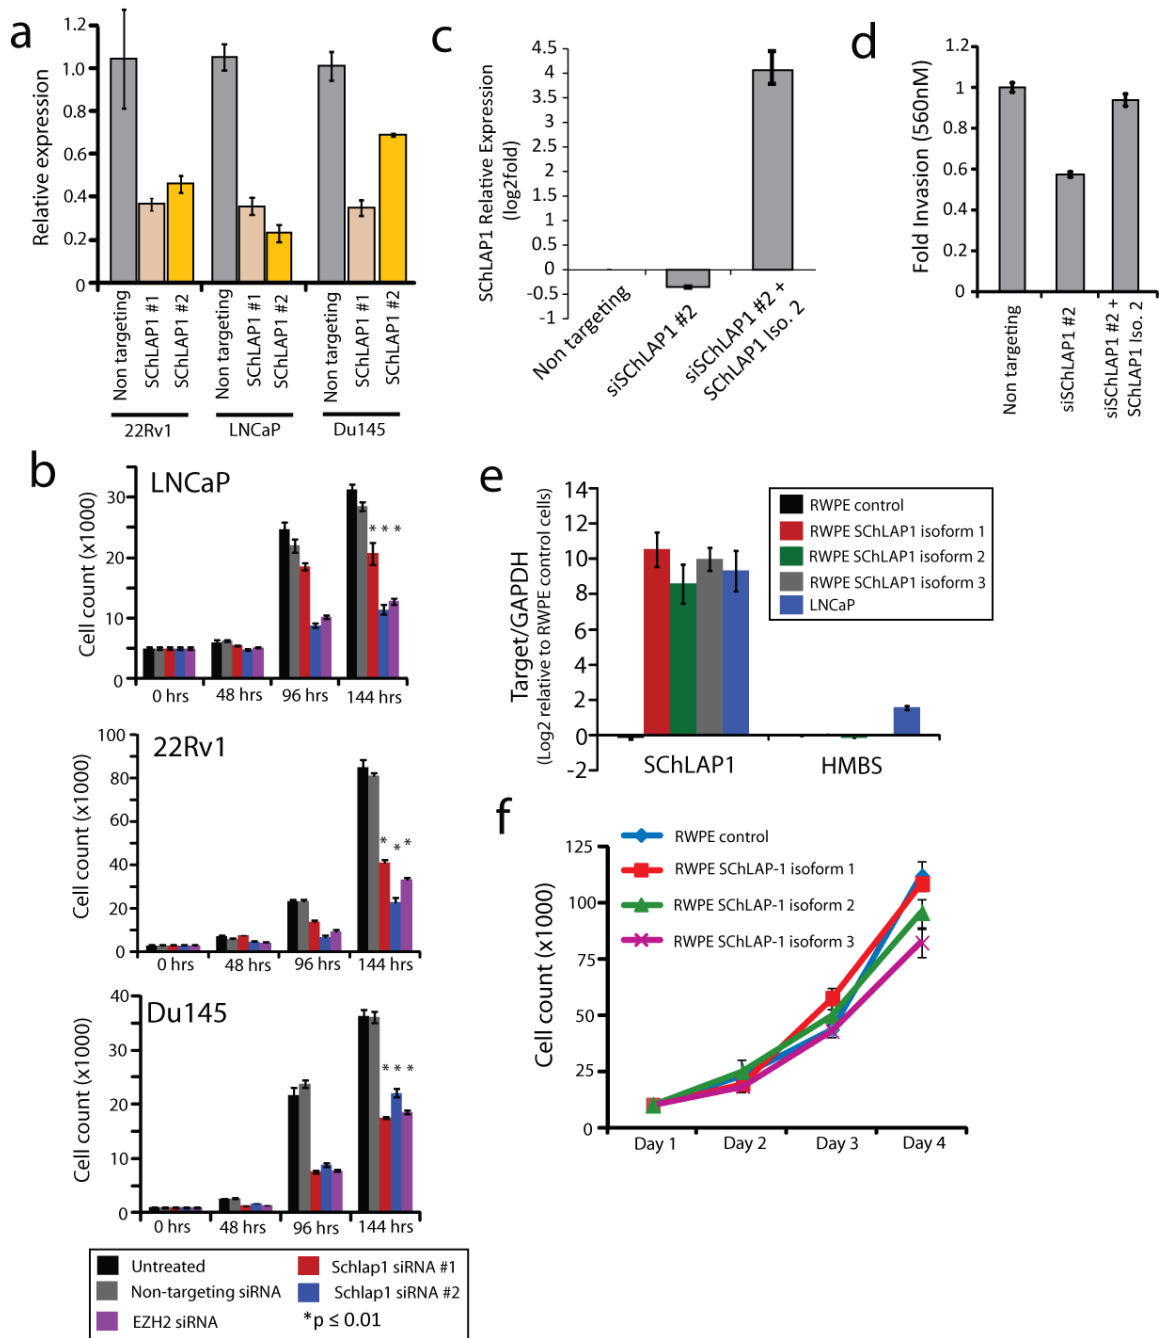 a
Relative expression
1.2
1.0
0.8
0.6
0.4
0.2
Non targeting
SChLAP1 #1
SChLAP1 #2
Non targeting
SChLAP1 #1
SChLAP1 #2
Non targeting
SChLAP1 #1
SChLAP1 #2
22Rv1
LNCaP
Du145
c
SChLAP1 Relative Expression
(log2fold)
4.5
4
3.5
3
2.5
2
1.5
1
0.5
0
-0.5
-1
Non targeting
siSChLAP1 #2
siSChLAP1 #2 +
SChLAP1 Iso. 2
d
Fold Invasion (560nM)
1.2
1
0.8
0.6
0.4
0.2
0
Non targeting
siSChLAP1 #2
siSChLAP1 #2 +
SChLAP1 Iso. 2
b
LNCaP
Cell count (x1000)
30
20
10
0
* * *
0 hrs
48 hrs
96 hrs
144 hrs
22Rv1
Cell count (x1000)
100
80
60
40
20
0
* * *
0 hrs
48 hrs
96 hrs
144 hrs
Du145
Cell count (x1000)
40
30
20
10
0
* * *
0 hrs
48 hrs
96 hrs
144 hrs
Untreated
Non-targeting siRNA
EZH2 siRNA
Schlap1 siRNA #1
Schlap1 siRNA #2
*p ≤ 0.01
e
Target/GAPDH
(Log2 relative to RWPE control cells)
14
12
10
8
6
4
2
0
-2
SChLAP1
HMBS
RWPE control
RWPE SChLAP1 isoform 1
RWPE SChLAP1 isoform 2
RWPE SChLAP1 isoform 3
LNCaP
f
Cell count (x1000)
125
100
75
50
25
0
RWPE control
RWPE SChLAP-1 isoform 1
RWPE SChLAP-1 isoform 2
RWPE SChLAP-1 isoform 3
Day 1
Day 2
Day 3
Day 4